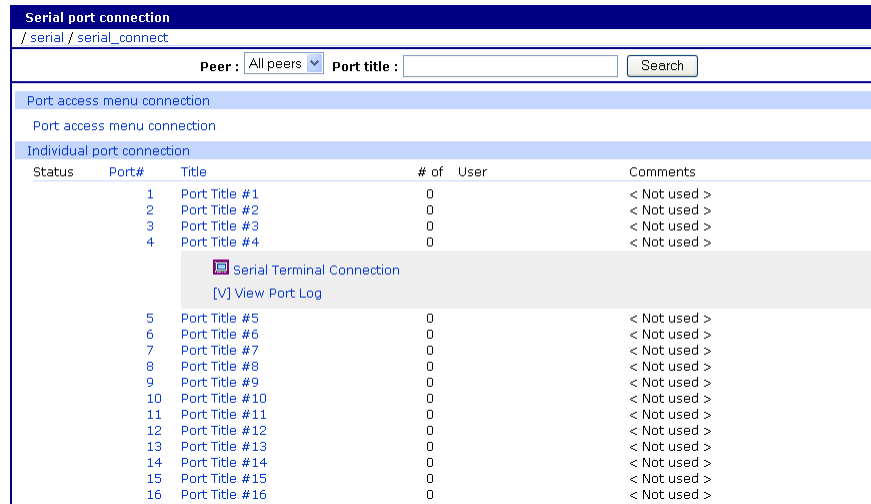 Serial port connection
/ serial / serial_connect
Peer : All peers Port title : Search
Port access menu connection
Port access menu connection
Individual port connection
Status Port# Title # of User Comments
1 Port Title #1 0 < Not used >
2 Port Title #2 0 < Not used >
3 Port Title #3 0 < Not used >
4 Port Title #4 0 < Not used >
Serial Terminal Connection
[V] View Port Log
5 Port Title #5 0 < Not used >
6 Port Title #6 0 < Not used >
7 Port Title #7 0 < Not used >
8 Port Title #8 0 < Not used >
9 Port Title #9 0 < Not used >
10 Port Title #10 0 < Not used >
11 Port Title #11 0 < Not used >
12 Port Title #12 0 < Not used >
13 Port Title #13 0 < Not used >
14 Port Title #14 0 < Not used >
15 Port Title #15 0 < Not used >
16 Port Title #16 0 < Not used >